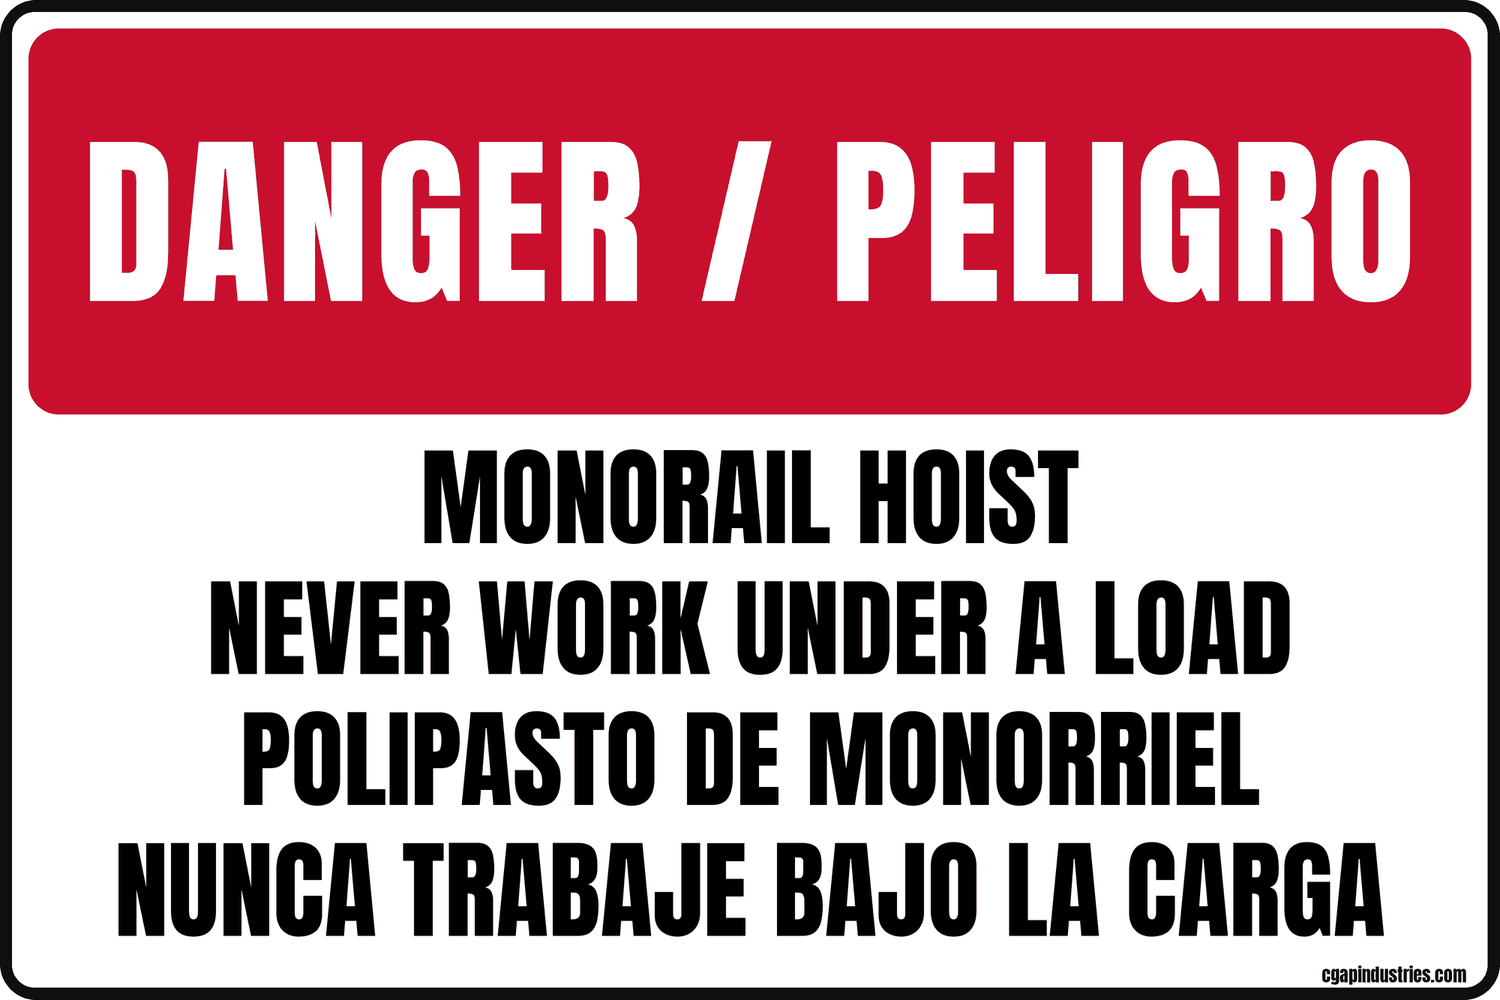 DANGER / PELIGRO
MONORAIL HOIST
NEVER WORK UNDER A LOAD
POLIPASTO DE MONORRIEL
NUNCA TRABAJE BAJO LA CARGA
cgapindustries.com